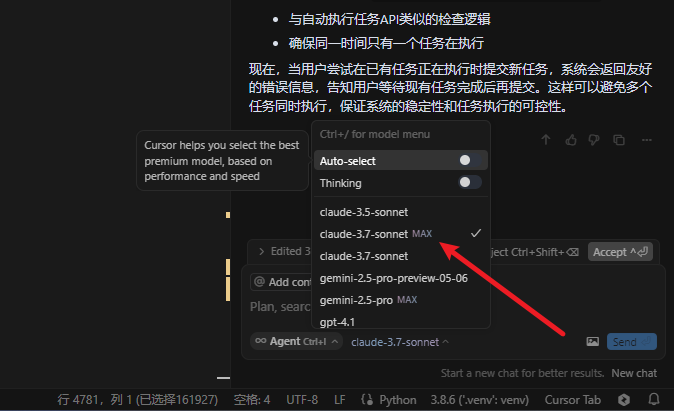 与自动执行任务API类似的检查逻辑
确保同一时间只有一个任务在执行
现在，当用户尝试在已有任务正在执行时提交新任务，系统会返回友好
的错误信息，告知用户等待现有任务完成后再提交。这样可以避免多个
任务同时执行，保证系统的稳定性和任务执行的可控性。
Ctrl+/ for model menu
Cursor helps you select the best
premium model, based on
performance and speed
Auto-select
Thinking
claude-3.5-sonnet
claude-3.7-sonnet MAX
claude-3.7-sonnet
gemini-2.5-pro-preview-05-06
gemini-2.5-pro MAX
gpt-4.1
Edited 3
ject Ctrl+Shift+⌫ Accept ^⏎
@ Add con
Plan, searc
Agent Ctrl+I claude-3.7-sonnet
Send
Start a new chat for better results. New chat
行 4781，列 1 (已选择161927) 空格: 4 UTF-8 LF Python 3.8.6 ('.venv': venv) Cursor Tab